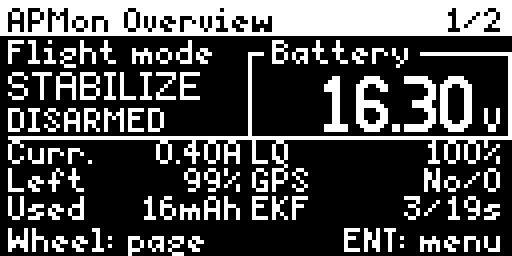 APMon Overview 1/2
Flight mode
STABILIZE
DISARMED
Battery
16.30 V
Curr. 0.40A LQ 100%
Left 99% GPS No/0
Used 16mAh EKF 3/19s
Wheel: page ENT: menu